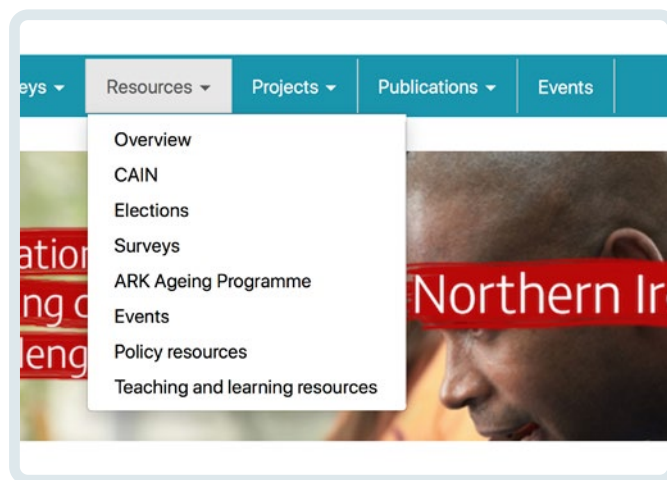 Resources Projects Publications Events
Overview
CAIN
Elections
Surveys
ARK Ageing Programme
Events
Policy resources
Teaching and learning resources
Northern